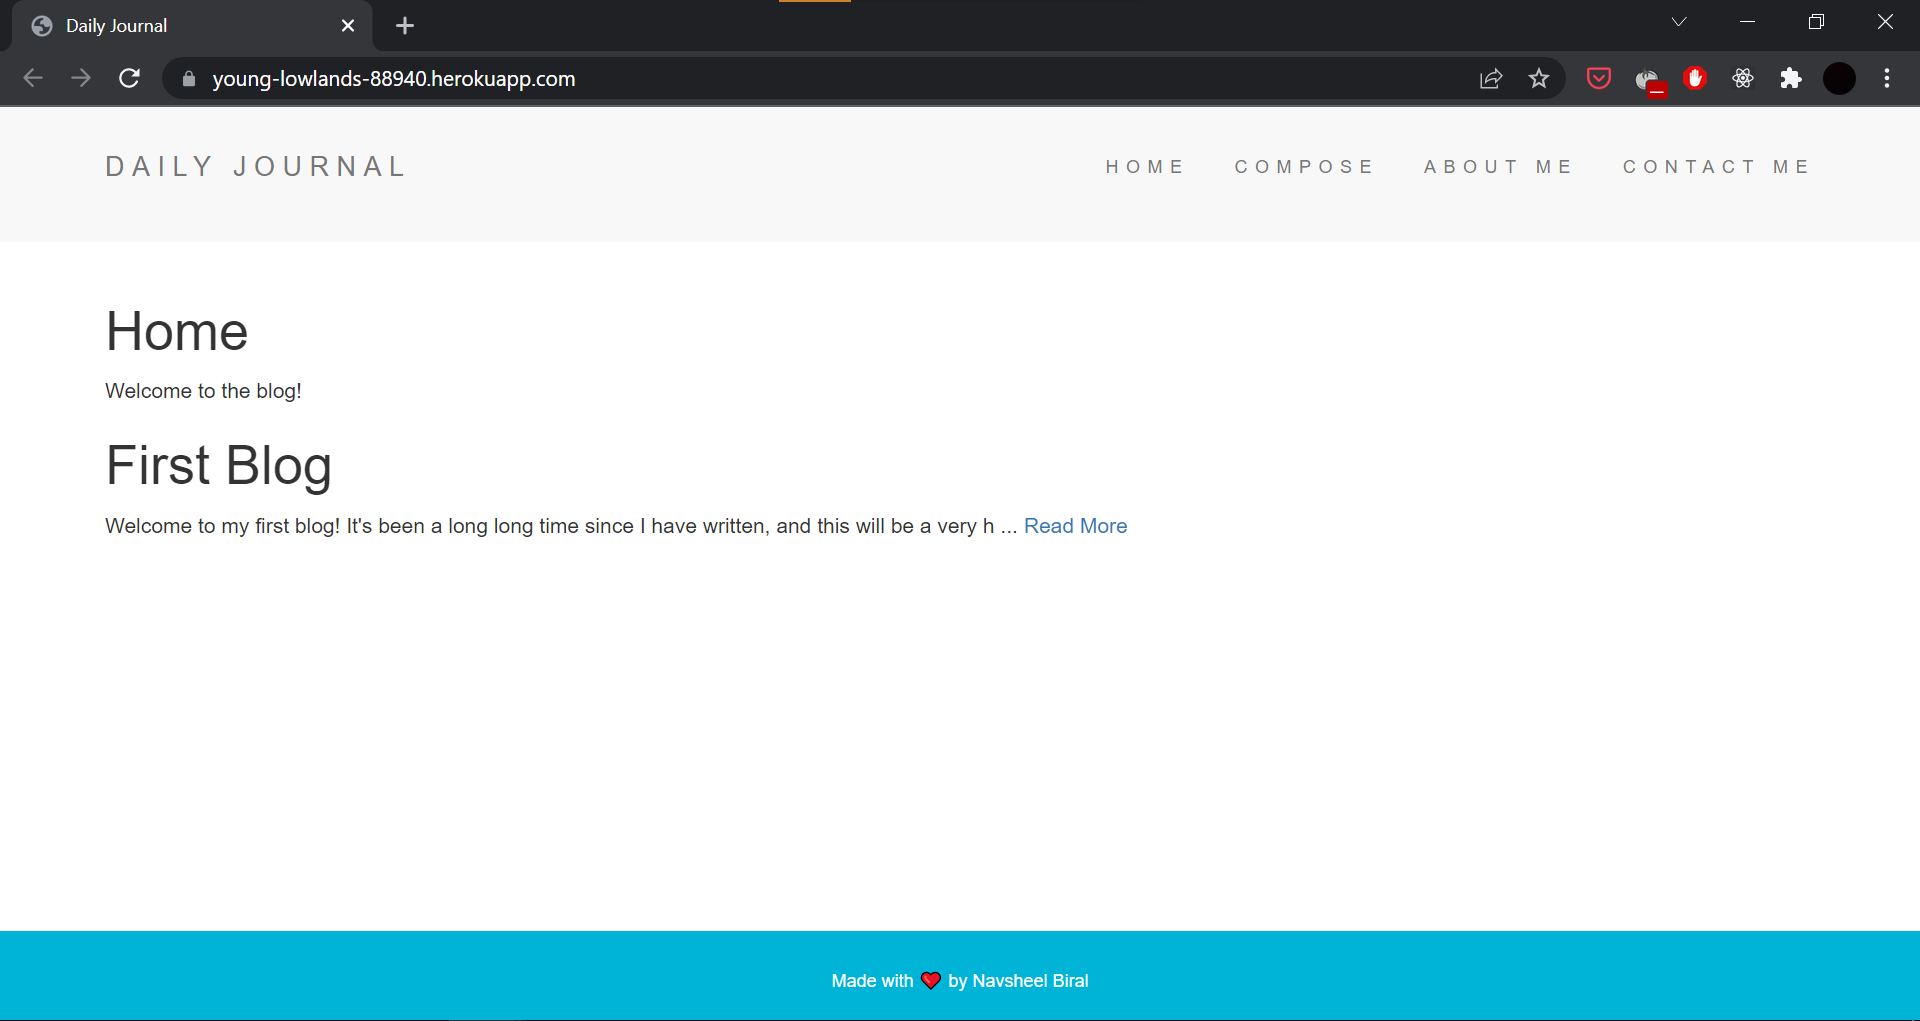 Daily Journal
young-lowlands-88940.herokuapp.com
DAILY JOURNAL
HOME COMPOSE ABOUT ME CONTACT ME
Home
Welcome to the blog!
First Blog
Welcome to my first blog! It's been a long long time since I have written, and this will be a very h ... Read More
Made with ❤ by Navsheel Biral